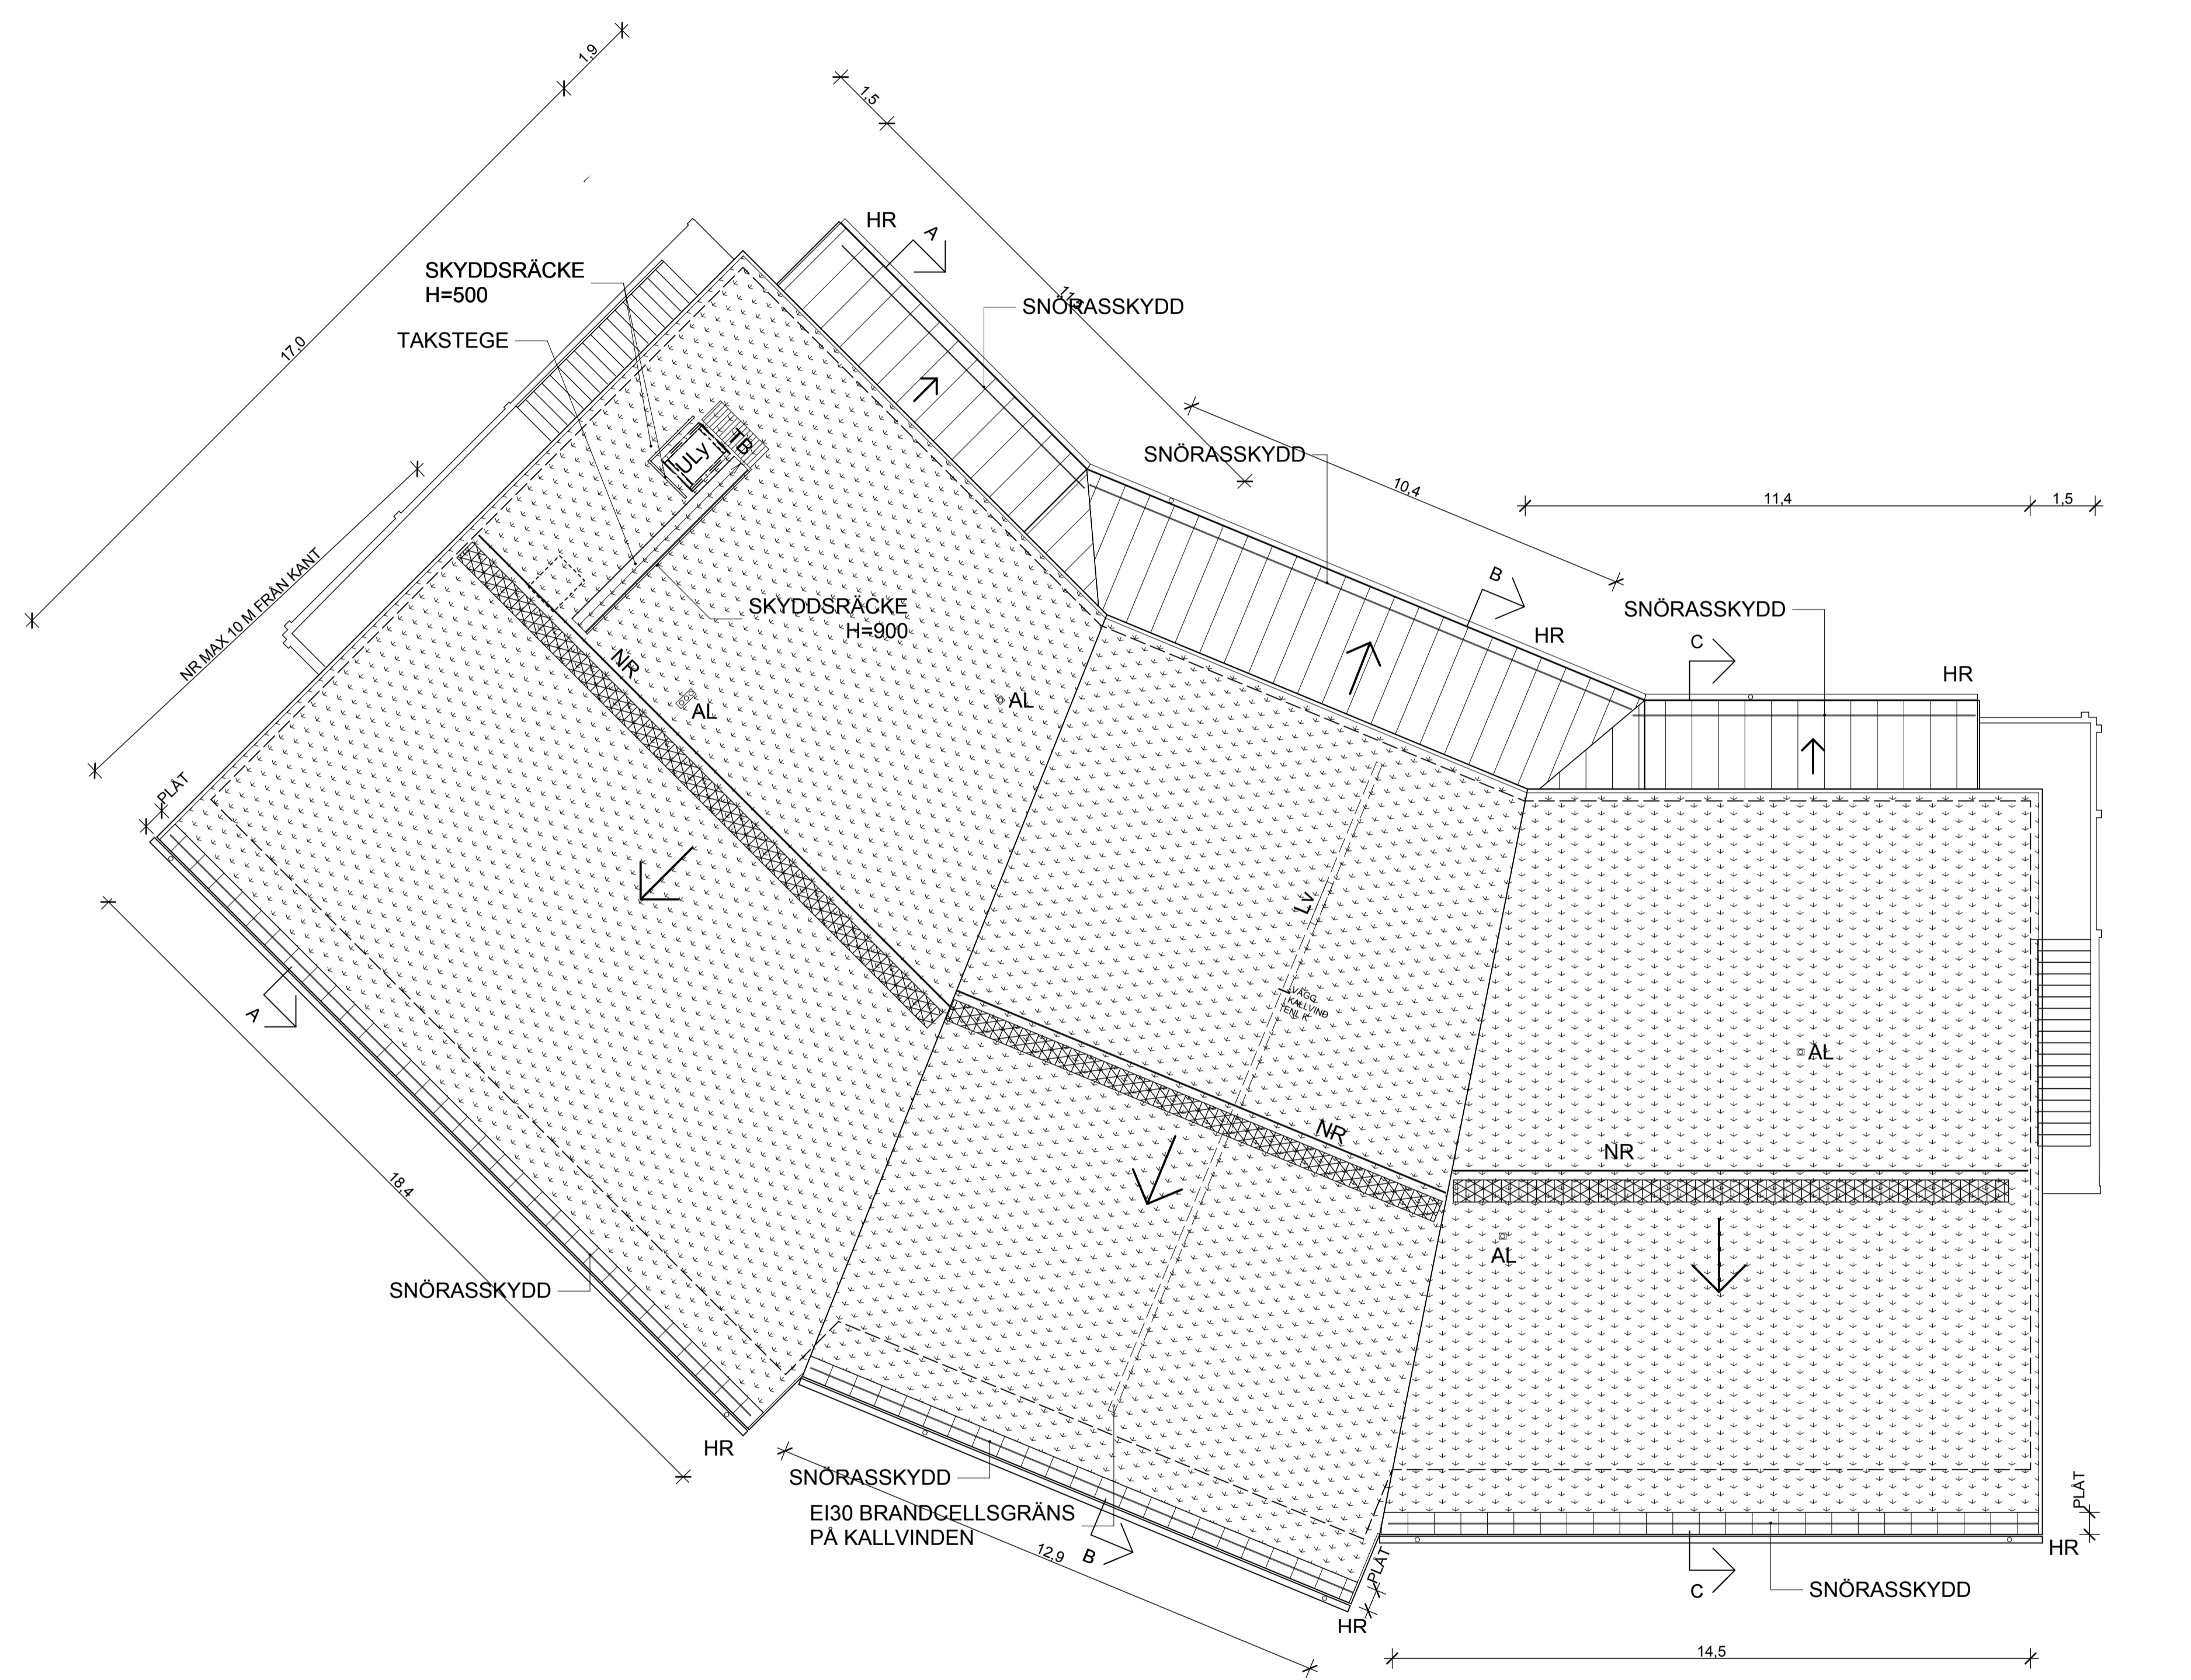 1,9
1,5
HR
A
SKYDDSRÄCKE
H=500
SNÖRASSKYDD
TAKSTEGE
17,0
TB
ULy
SNÖRASSKYDD
10,4
11,4
1,5
NR MAX 10 M FRÅN KANT
B
SKYDDSRÄCKE
H=900
SNÖRASSKYDD
HR
C
HR
NR
AL
AL
PLÅT
Lv
VÄGG
KALLVIND
ENL K
A
AL
NR
NR
18,4
AL
SNÖRASSKYDD
HR
SNÖRASSKYDD
EI30 BRANDCELLSGRÄNS
PÅ KALLVINDEN
12,9
B
PLÅT
HR
PLÅT
HR
C
SNÖRASSKYDD
14,5